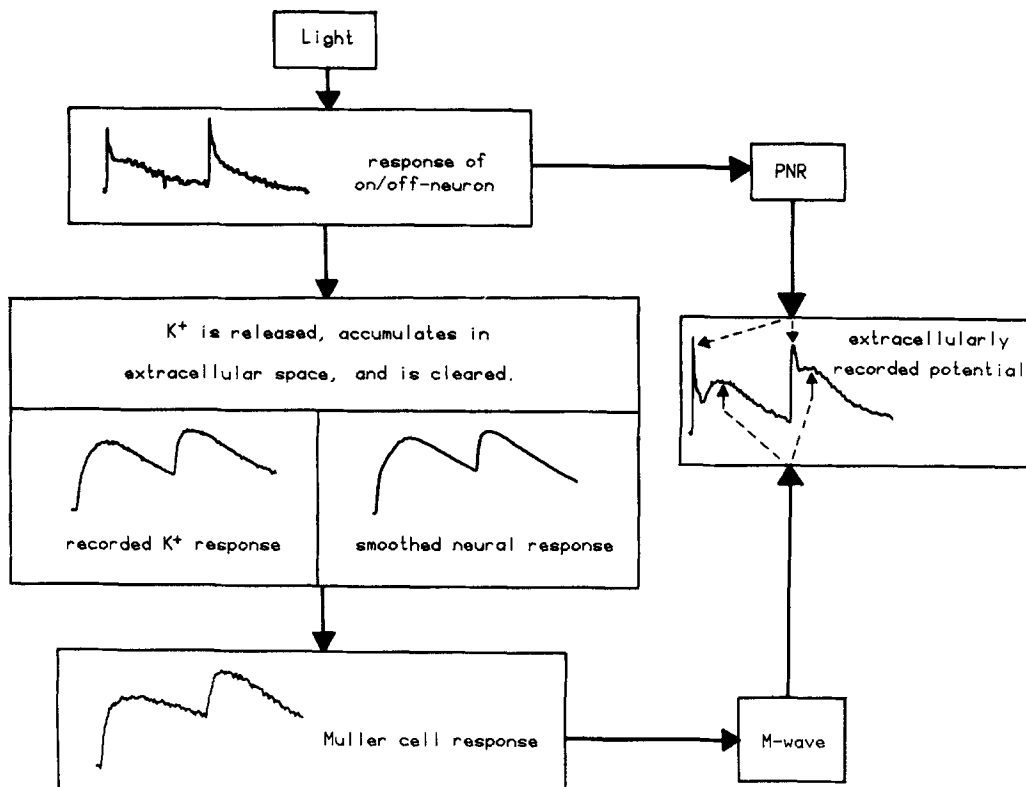 Light
response of
on/off-neuron
PNR
K+ is released, accumulates in
extracellular space, and is cleared.
extracellularly
recorded potential
recorded K+ response
smoothed neural response
Muller cell response
M-wave